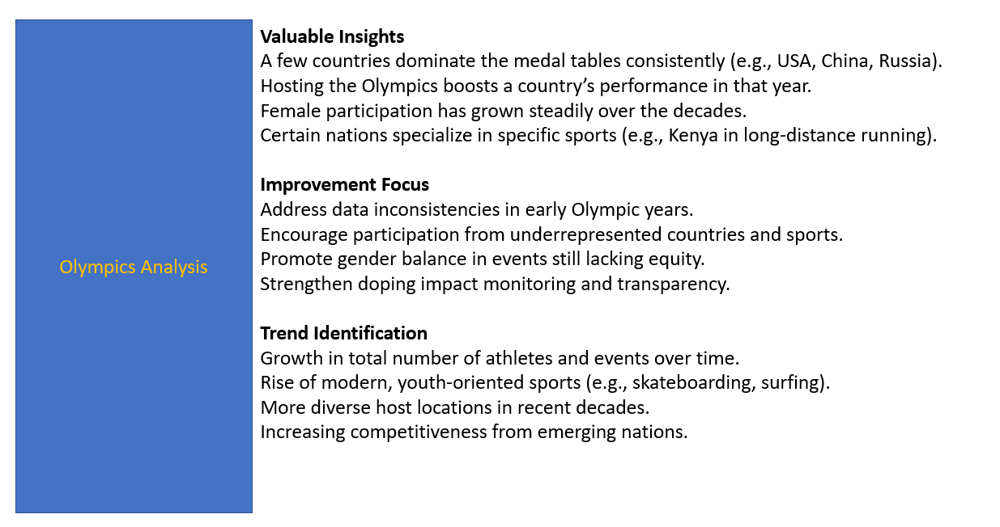 Olympics Analysis
Valuable Insights
A few countries dominate the medal tables consistently (e.g., USA, China, Russia).
Hosting the Olympics boosts a country’s performance in that year.
Female participation has grown steadily over the decades.
Certain nations specialize in specific sports (e.g., Kenya in long-distance running).
Improvement Focus
Address data inconsistencies in early Olympic years.
Encourage participation from underrepresented countries and sports.
Promote gender balance in events still lacking equity.
Strengthen doping impact monitoring and transparency.
Trend Identification
Growth in total number of athletes and events over time.
Rise of modern, youth-oriented sports (e.g., skateboarding, surfing).
More diverse host locations in recent decades.
Increasing competitiveness from emerging nations.